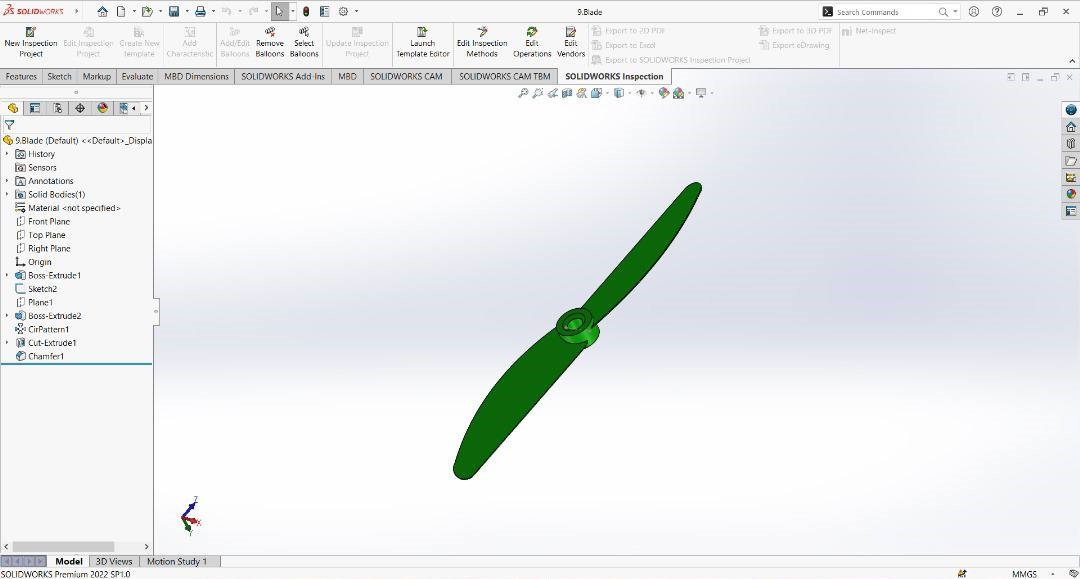 SOLIDWORKS
9.Blade
Search Commands
New Inspection Project
Edit Inspection Project
Create New template
Add Characteristic
Add/Edit Balloons
Remove Balloons
Select Balloons
Update Inspection Project
Launch Template Editor
Edit Inspection Methods
Edit Operations
Edit Vendors
Export to 2D PDF
Export to Excel
Export to SOLIDWORKS Inspection Project
Export to 3D PDF
Export eDrawing
Net-Inspect
Features Sketch Markup Evaluate MBD Dimensions SOLIDWORKS Add-Ins MBD SOLIDWORKS CAM SOLIDWORKS CAM TBM SOLIDWORKS Inspection
9.Blade (Default) <<Default>_Displa
History
Sensors
Annotations
Solid Bodies(1)
Material <not specified>
Front Plane
Top Plane
Right Plane
Origin
Boss-Extrude1
Sketch2
Plane1
Boss-Extrude2
CirPattern1
Cut-Extrude1
Chamfer1
Z
X
Y
Model 3D Views Motion Study 1
SOLIDWORKS Premium 2022 SP1.0
MMGS